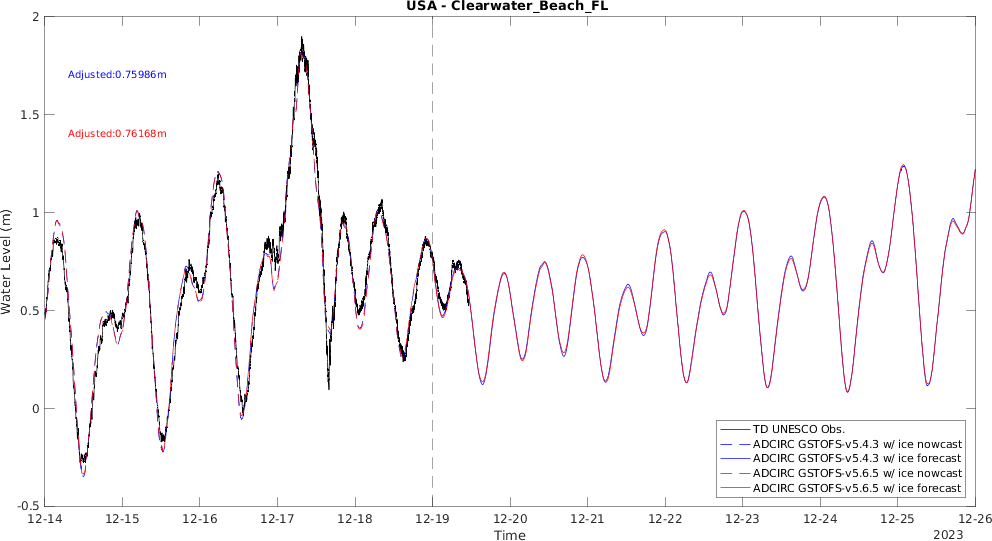 USA - Clearwater_Beach_FL
Water Level (m)
2
1.5
1
0.5
0
-0.5
Adjusted:0.75986m
Adjusted:0.76168m
TD UNESCO Obs.
ADCIRC GSTOFS-v5.4.3 w/ ice nowcast
ADCIRC GSTOFS-v5.4.3 w/ ice forecast
ADCIRC GSTOFS-v5.6.5 w/ ice nowcast
ADCIRC GSTOFS-v5.6.5 w/ ice forecast
12-14 12-15 12-16 12-17 12-18 12-19 12-20 12-21 12-22 12-23 12-24 12-25 12-26
Time
2023